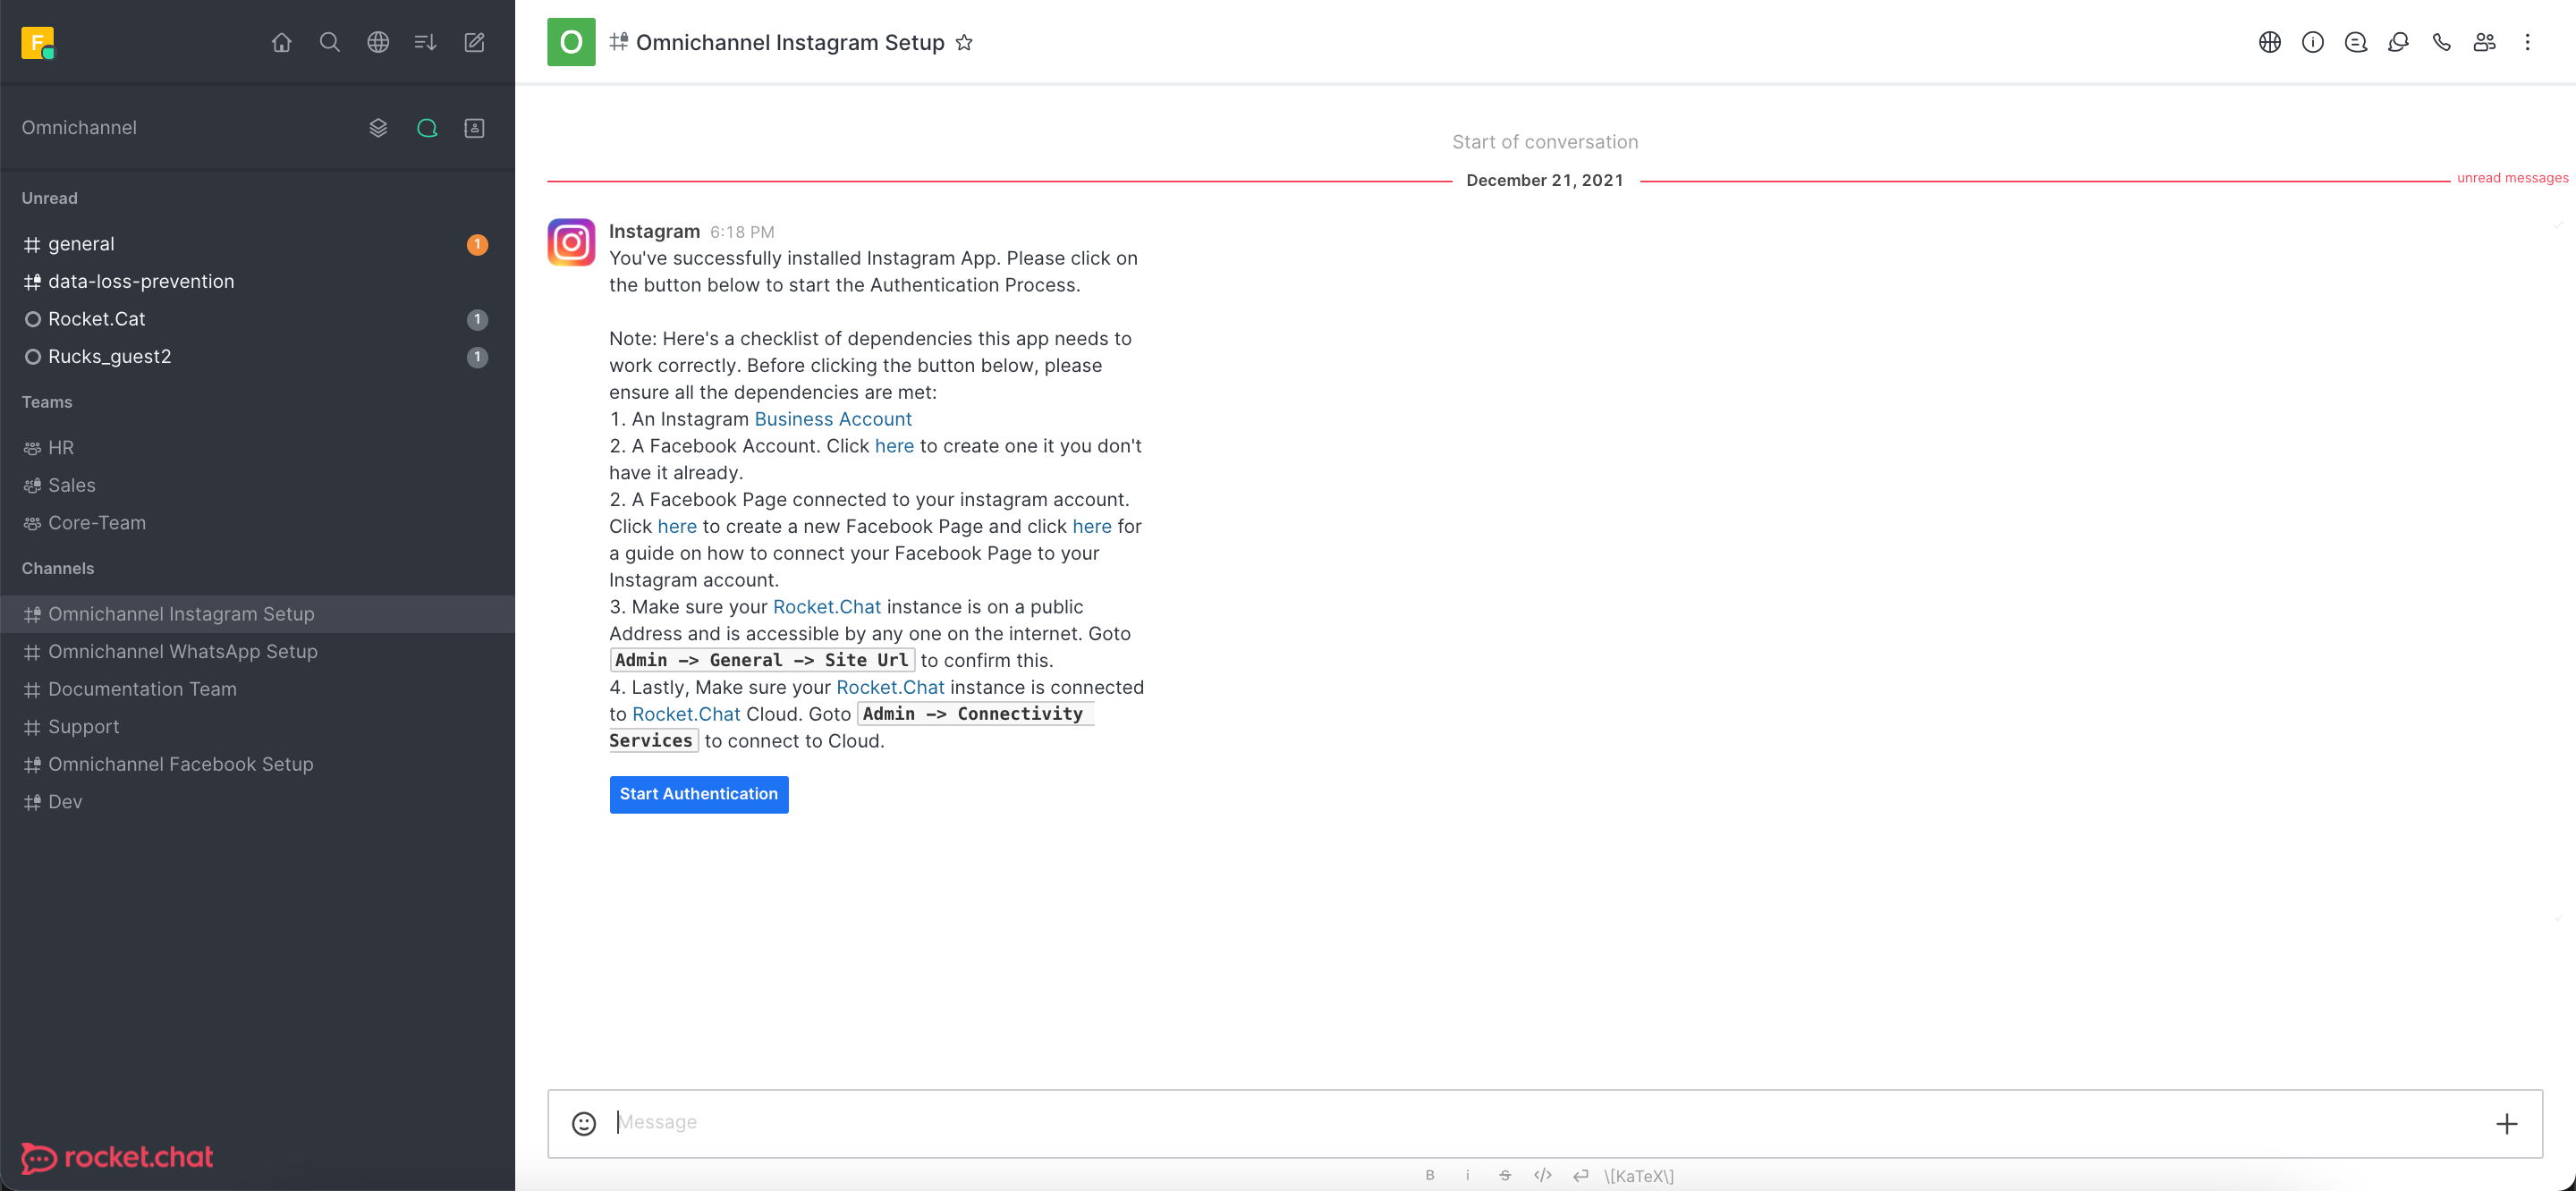 F
Omnichannel
Unread
general 1
data-loss-prevention
Rocket.Cat 1
Rucks_guest2 1
Teams
HR
Sales
Core-Team
Channels
Omnichannel Instagram Setup
Omnichannel WhatsApp Setup
Documentation Team
Support
Omnichannel Facebook Setup
Dev
rocket.chat
O Omnichannel Instagram Setup
Start of conversation
December 21, 2021 unread messages
Instagram 6:18 PM
You've successfully installed Instagram App. Please click on
the button below to start the Authentication Process.
Note: Here's a checklist of dependencies this app needs to
work correctly. Before clicking the button below, please
ensure all the dependencies are met:
1. An Instagram Business Account
2. A Facebook Account. Click here to create one it you don't
have it already.
2. A Facebook Page connected to your instagram account.
Click here to create a new Facebook Page and click here for
a guide on how to connect your Facebook Page to your
Instagram account.
3. Make sure your Rocket.Chat instance is on a public
Address and is accessible by any one on the internet. Goto
Admin -> General -> Site Url to confirm this.
4. Lastly, Make sure your Rocket.Chat instance is connected
to Rocket.Chat Cloud. Goto Admin -> Connectivity
Services to connect to Cloud.
Start Authentication
Message
B i S </> \[KaTeX\]